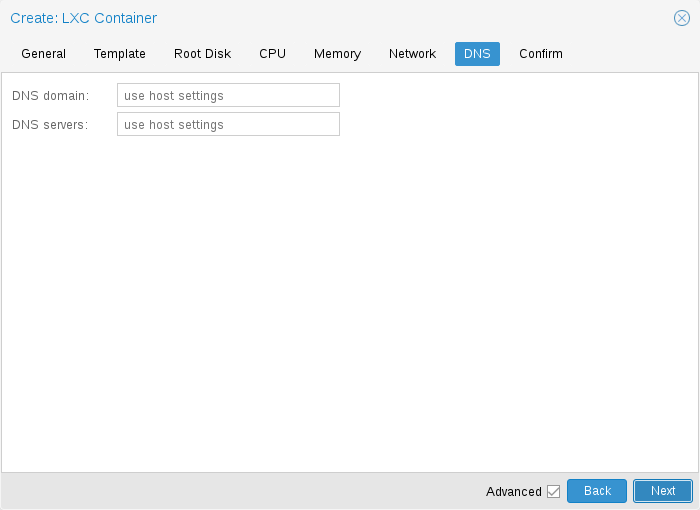 Create: LXC Container
General Template Root Disk CPU Memory Network DNS Confirm
DNS domain: use host settings
DNS servers: use host settings
Advanced Back Next